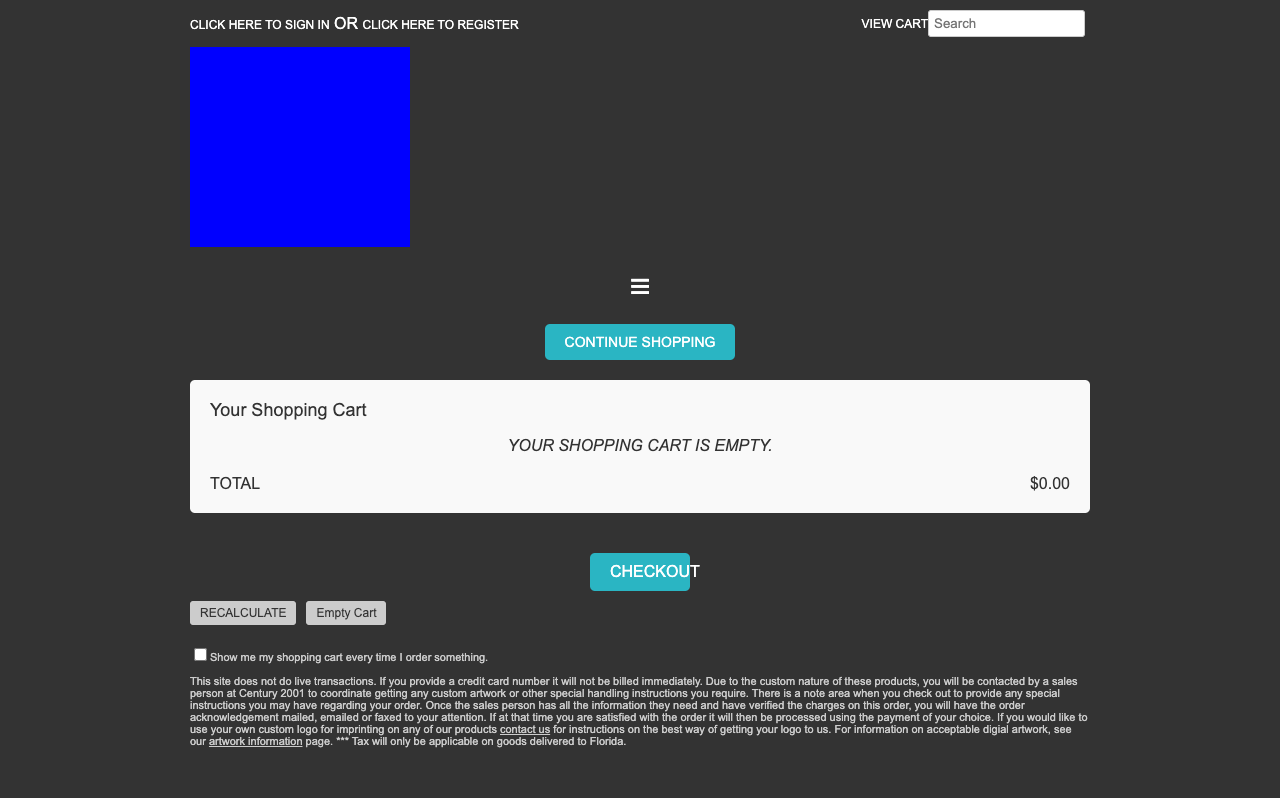 CLICK HERE TO SIGN IN OR CLICK HERE TO REGISTER
VIEW CART Search
CONTINUE SHOPPING
Your Shopping Cart
YOUR SHOPPING CART IS EMPTY.
TOTAL $0.00
CHECKOUT
RECALCULATE Empty Cart
Show me my shopping cart every time I order something.
This site does not do live transactions. If you provide a credit card number it will not be billed immediately. Due to the custom nature of these products, you will be contacted by a sales
person at Century 2001 to coordinate getting any custom artwork or other special handling instructions you require. There is a note area when you check out to provide any special
instructions you may have regarding your order. Once the sales person has all the information they need and have verified the charges on this order, you will have the order
acknowledgement mailed, emailed or faxed to your attention. If at that time you are satisfied with the order it will then be processed using the payment of your choice. If you would like to
use your own custom logo for imprinting on any of our products contact us for instructions on the best way of getting your logo to us. For information on acceptable digial artwork, see
our artwork information page. *** Tax will only be applicable on goods delivered to Florida.